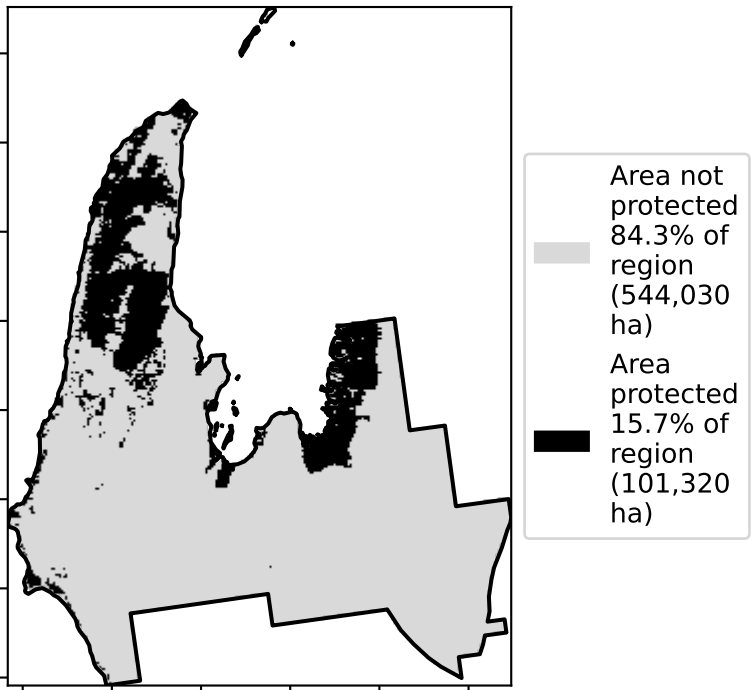 Area not
protected
84.3% of
region
(544,030
ha)
Area
protected
15.7% of
region
(101,320
ha)